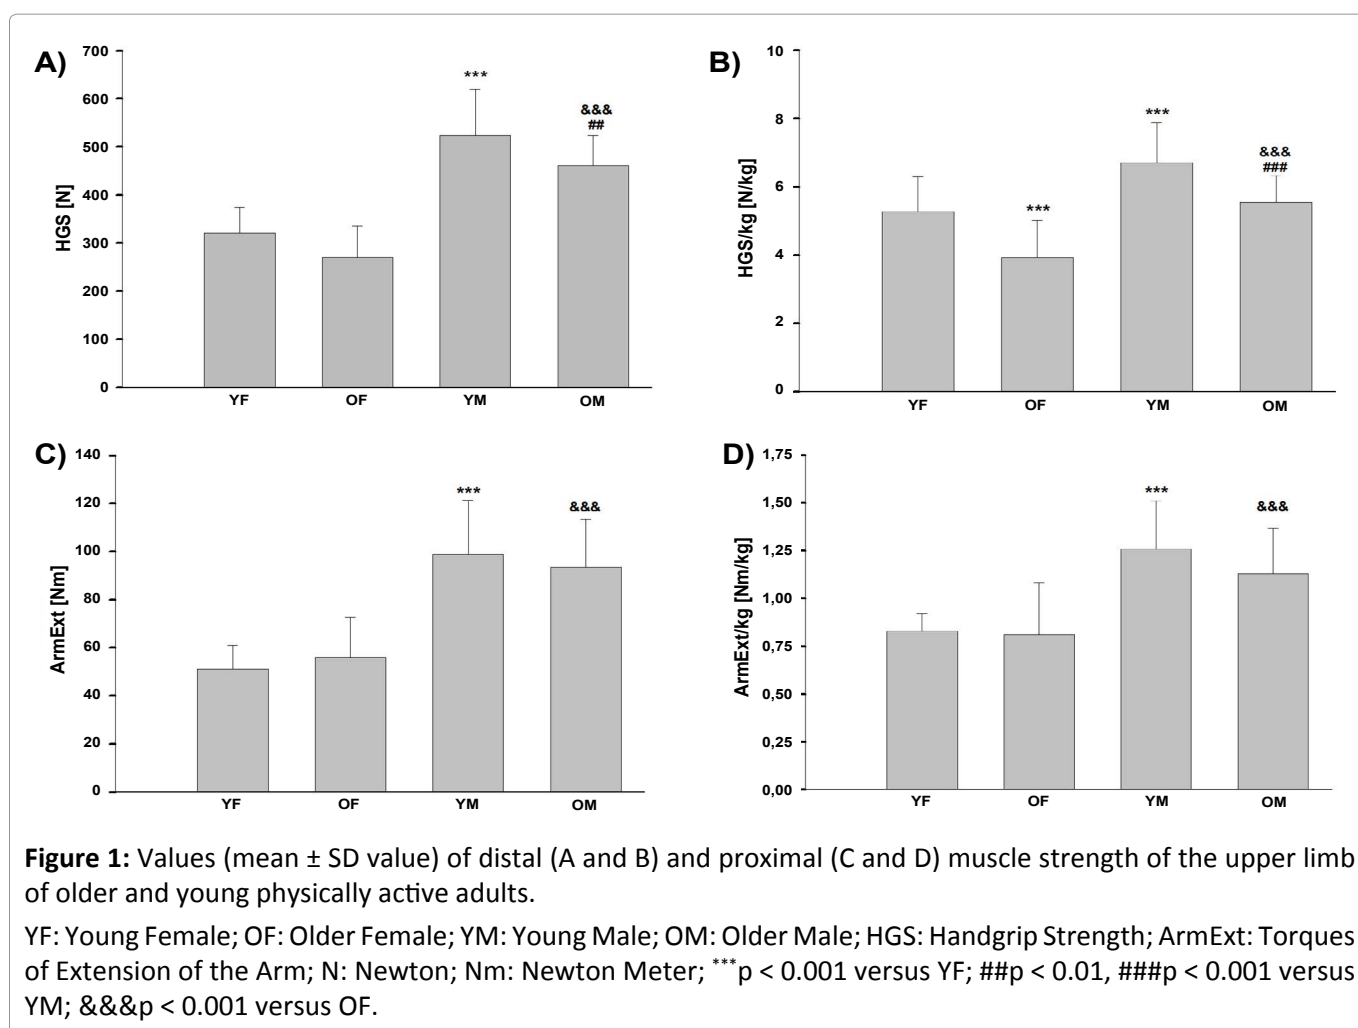 A)
HGS [N]
700
600
500
400
300
200
100
0
***
&&&
##
YF OF YM OM
B)
HGS/kg [N/kg]
10
8
6
4
2
0
***
***
&&&
###
YF OF YM OM
C)
ArmExt [Nm]
140
120
100
80
60
40
20
0
***
&&&
YF OF YM OM
D)
ArmExt/kg [Nm/kg]
1,75
1,50
1,25
1,00
0,75
0,50
0,25
0,00
***
&&&
YF OF YM OM
Figure 1: Values (mean ± SD value) of distal (A and B) and proximal (C and D) muscle strength of the upper limb
of older and young physically active adults.
YF: Young Female; OF: Older Female; YM: Young Male; OM: Older Male; HGS: Handgrip Strength; ArmExt: Torques
of Extension of the Arm; N: Newton; Nm: Newton Meter; ***p < 0.001 versus YF; ##p < 0.01, ###p < 0.001 versus
YM; &&&p < 0.001 versus OF.